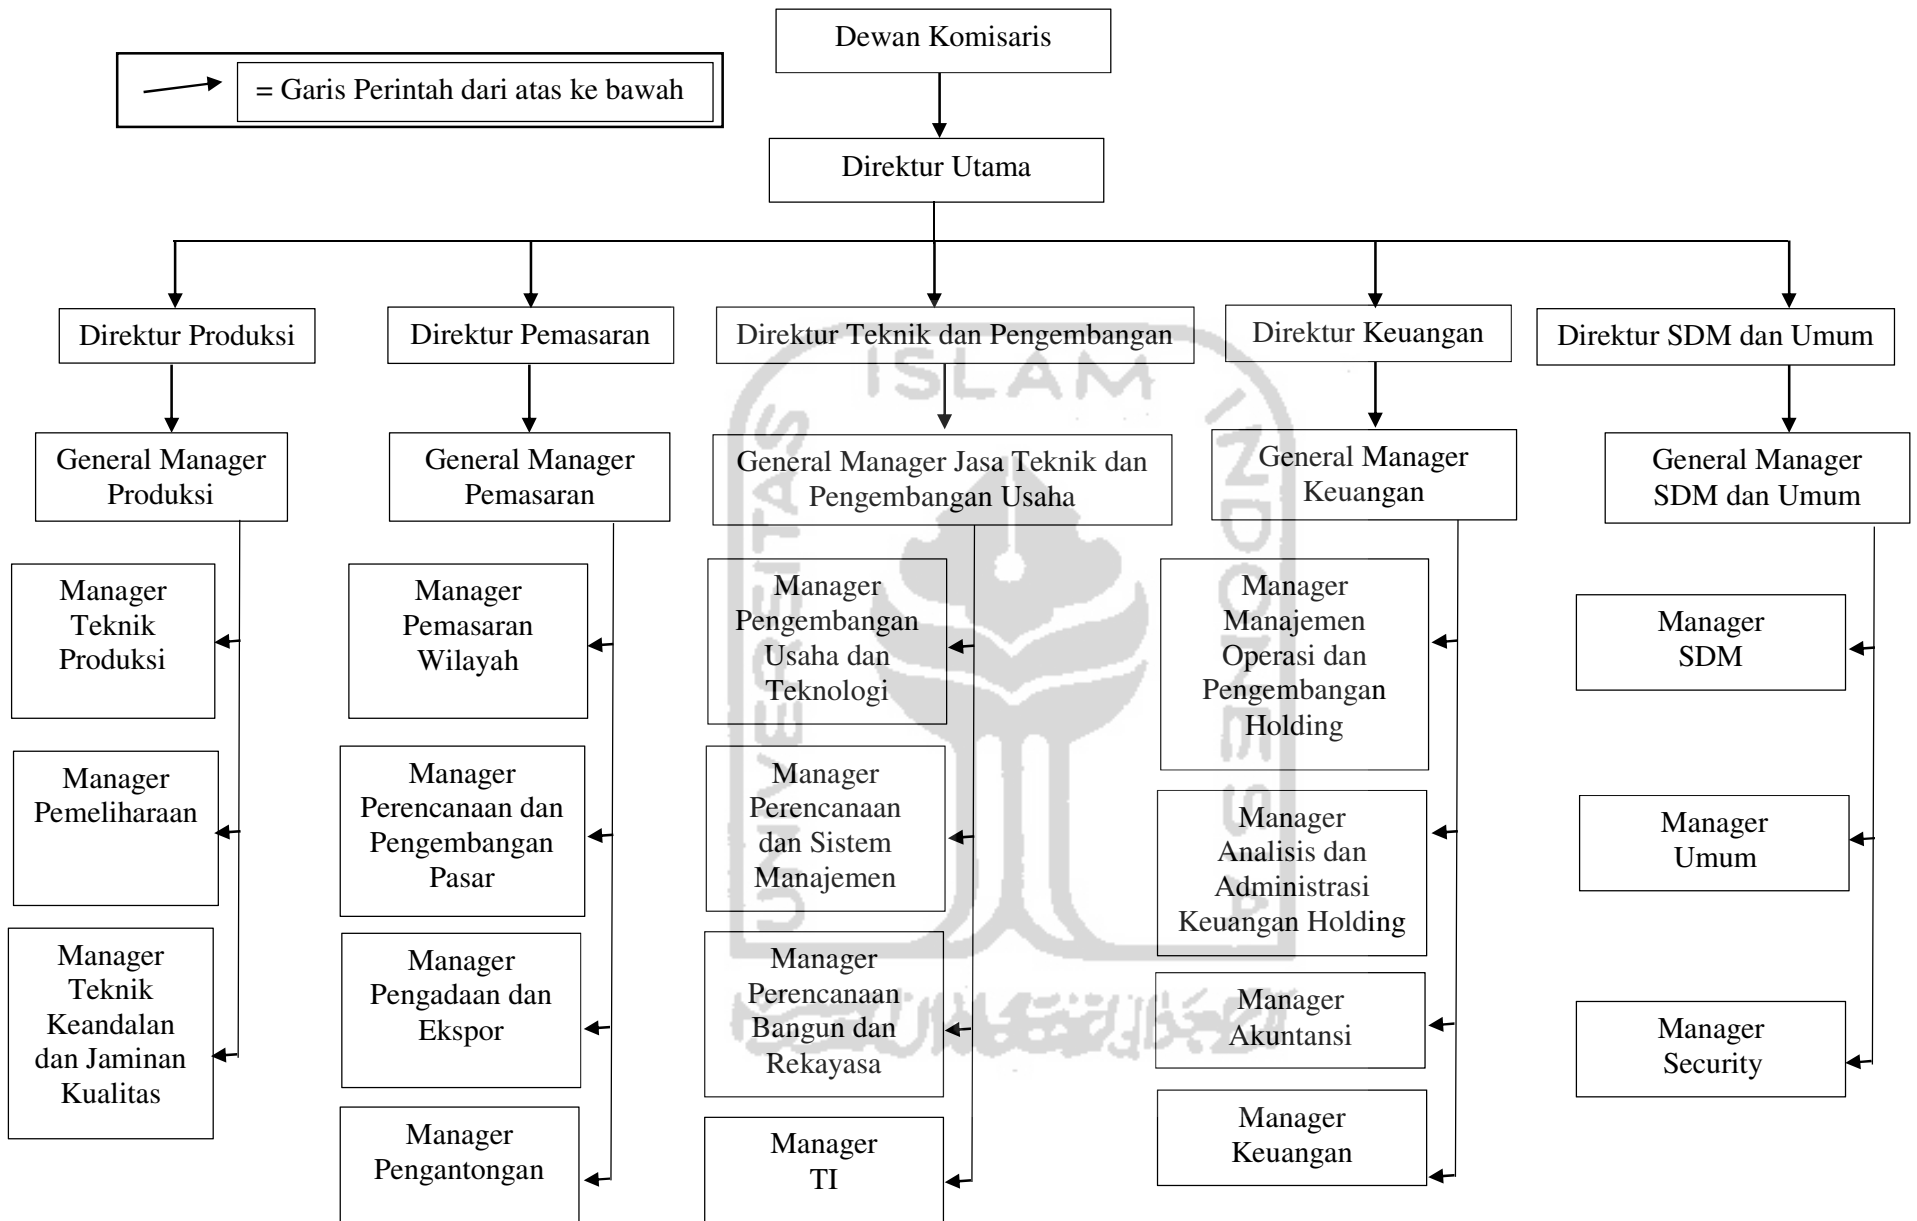 Dewan Komisaris
= Garis Perintah dari atas ke bawah
Direktur Utama
Direktur Produksi
Direktur Pemasaran
Direktur Teknik dan Pengembangan
Direktur Keuangan
Direktur SDM dan Umum
General Manager
Produksi
General Manager
Pemasaran
General Manager Jasa Teknik dan
Pengembangan Usaha
General Manager
Keuangan
General Manager
SDM dan Umum
Manager
Teknik
Produksi
Manager
Pemeliharaan
Manager
Teknik
Keandalan
dan Jaminan
Kualitas
Manager
Pemasaran
Wilayah
Manager
Perencanaan dan
Pengembangan
Pasar
Manager
Pengadaan dan
Ekspor
Manager
Pengantongan
Manager
Pengembangan
Usaha dan
Teknologi
Manager
Perencanaan
dan Sistem
Manajemen
Manager
Perencanaan
Bangun dan
Rekayasa
Manager
TI
Manager
Manajemen
Operasi dan
Pengembangan
Holding
Manager
Analisis dan
Administrasi
Keuangan Holding
Manager
Akuntansi
Manager
Keuangan
Manager
SDM
Manager
Umum
Manager
Security
UNIVERSITAS
ISLAM
INDONESIA